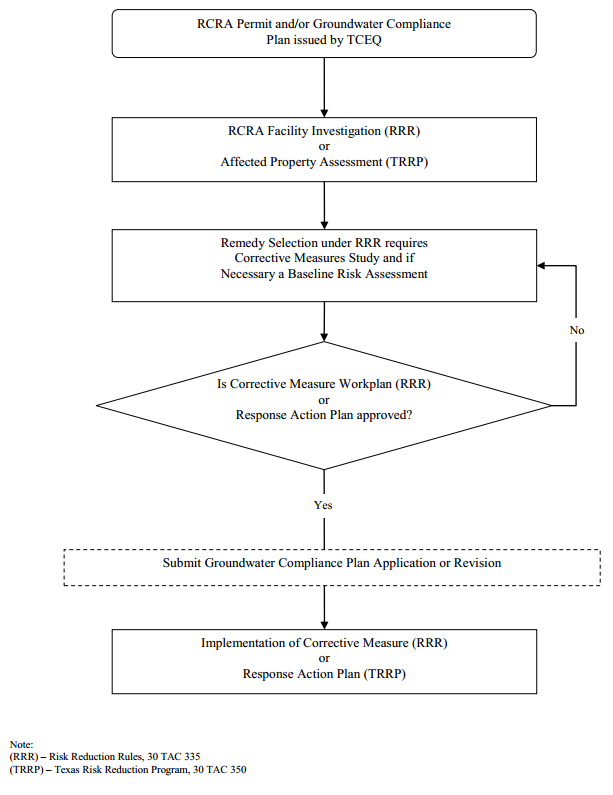 RCRA Permit and/or Groundwater Compliance
Plan issued by TCEQ
RCRA Facility Investigation (RRR)
or
Affected Property Assessment (TRRP)
Remedy Selection under RRR requires
Corrective Measures Study and if
Necessary a Baseline Risk Assessment
No
Is Corrective Measure Workplan (RRR)
or
Response Action Plan approved?
Yes
Submit Groundwater Compliance Plan Application or Revision
Implementation of Corrective Measure (RRR)
or
Response Action Plan (TRRP)
Note:
(RRR) – Risk Reduction Rules, 30 TAC 335
(TRRP) – Texas Risk Reduction Program, 30 TAC 350